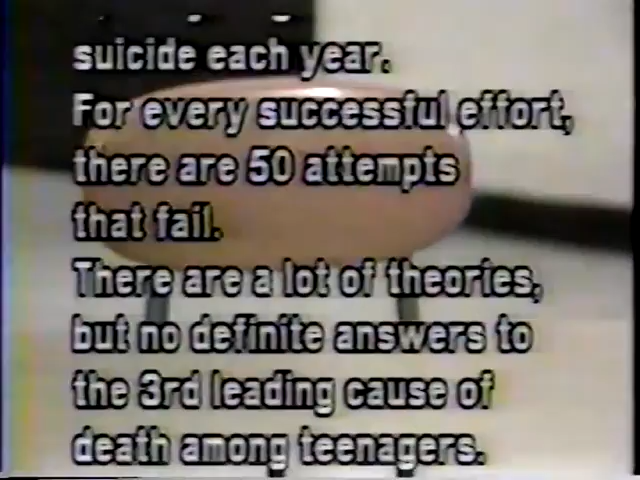 suicide each year.
For every successful effort,
there are 50 attempts
that fail.
There are a lot of theories,
but no definite answers to
the 3rd leading cause of
death among teenagers.